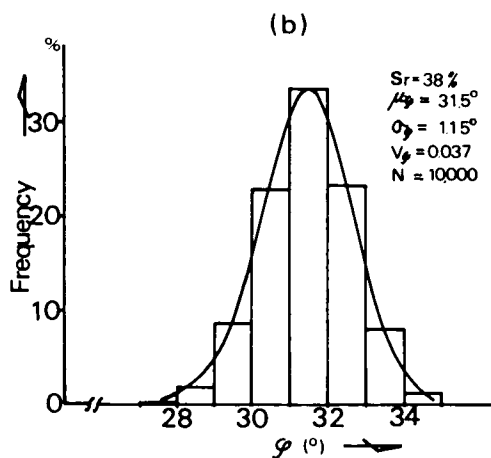 (b)
%
Sr=38%
μφ = 31.5°
σφ = 1.15°
Vφ = 0.037
N = 10,000
30
20
10
0
Frequency
28 30 32 34
φ (°)